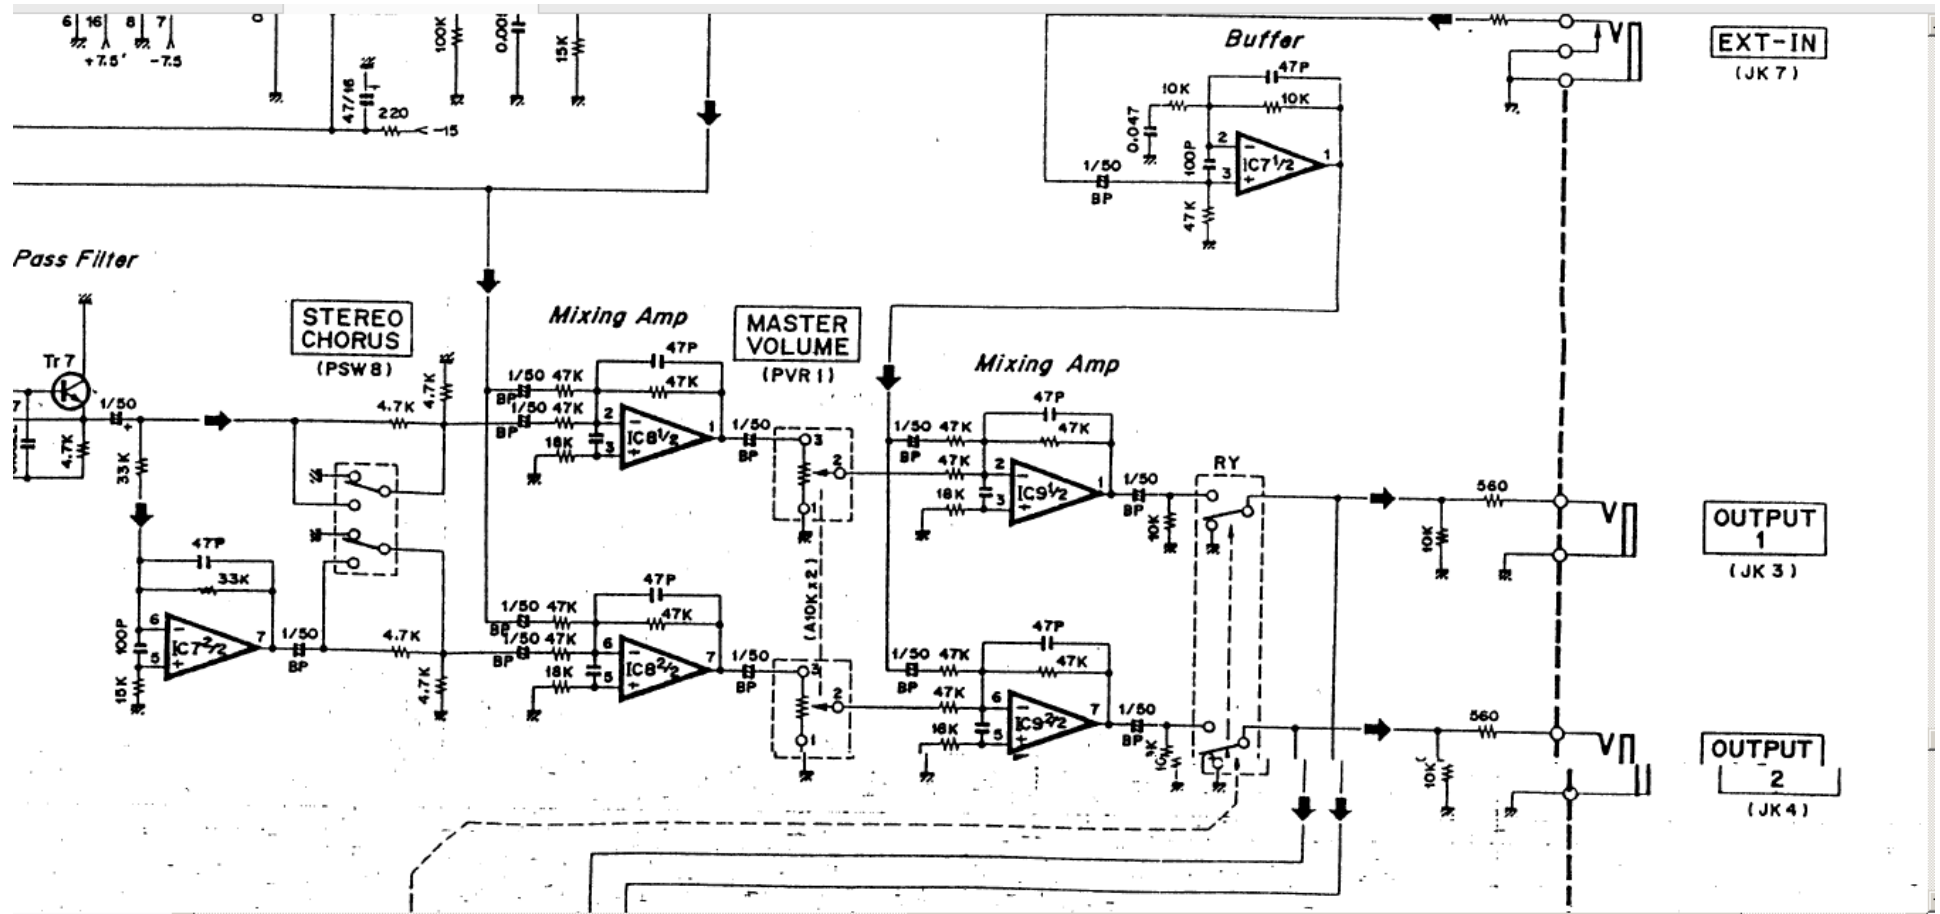 6 16 8 7
+7.5' -7.5
47/16
220
-15
100K
15K
Buffer
47P
10K
10K
0.047
100P
2
3
-
+
IC7 1/2
1
1/50
BP
47K
EXT-IN
(JK7)
Pass Filter
Tr7
1/50
+
4.7K
33K
STEREO
CHORUS
(PSW8)
4.7K
4.7K
47P
33K
100P
6
5
-
+
IC7 2/2
7
1/50
BP
15K
4.7K
4.7K
Mixing Amp
47P
1/50 47K
47K
BP
1/50 47K
BP
18K
2
3
-
+
IC8 1/2
1
1/50
BP
MASTER
VOLUME
(PVR1)
3
2
1
(A10K x2)
47P
1/50 47K
47K
BP
1/50 47K
BP
18K
6
5
-
+
IC8 2/2
7
1/50
BP
3
2
1
Mixing Amp
47P
1/50 47K
47K
BP
47K
18K
2
3
-
+
IC9 1/2
1
1/50
BP
10K
RY
10K
560
OUTPUT
1
(JK3)
47P
1/50 47K
47K
BP
47K
18K
6
5
-
+
IC9 2/2
7
1/50
BP
10K
560
OUTPUT
2
(JK4)